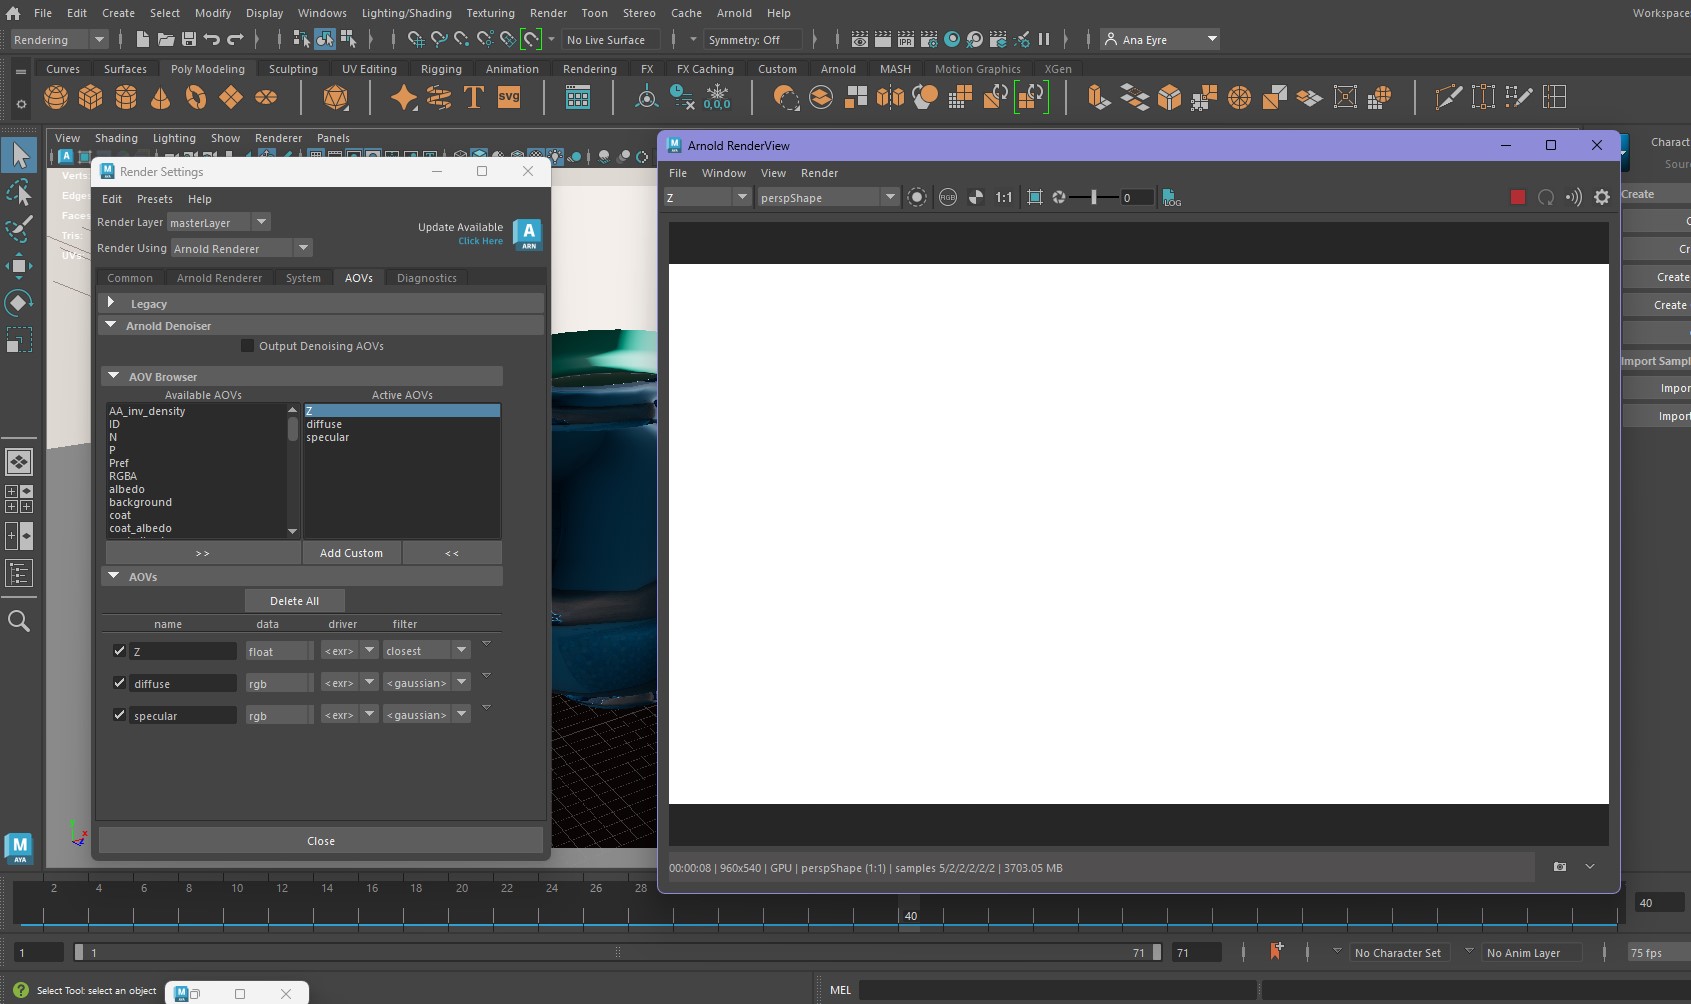 File Edit Create Select Modify Display Windows Lighting/Shading Texturing Render Toon Stereo Cache Arnold Help
Workspace
Rendering
No Live Surface
Symmetry: Off
IPR
Ana Eyre
Curves Surfaces Poly Modeling Sculpting UV Editing Rigging Animation Rendering FX FX Caching Custom Arnold MASH Motion Graphics XGen
T
SVG
0,0,0
View Shading Lighting Show Renderer Panels
Verts
Edges
Faces
Tris:
UVs:
Render Settings
Edit Presets Help
Render Layer masterLayer
Render Using Arnold Renderer
Update Available
Click Here
A
ARN
Common Arnold Renderer System AOVs Diagnostics
Legacy
Arnold Denoiser
Output Denoising AOVs
AOV Browser
Available AOVs Active AOVs
AA_inv_density
ID
N
P
Pref
RGBA
albedo
background
coat
coat_albedo
Z
diffuse
specular
>> Add Custom <<
AOVs
Delete All
name data driver filter
Z float <exr> closest
diffuse rgb <exr> <gaussian>
specular rgb <exr> <gaussian>
Close
Arnold RenderView
File Window View Render
Z perspShape RGB 1:1 0 LOG
00:00:08 | 960x540 | GPU | perspShape (1:1) | samples 5/2/2/2/2/2 | 3703.05 MB
Charact
Sour
Create
C
Cr
Create
Create
Import Sampl
Impor
Import
M
AYA
2 4 6 8 10 12 14 16 18 20 22 24 26 28
40
40
1 1 71 71
No Character Set
No Anim Layer
75 fps
Select Tool: select an object
MEL